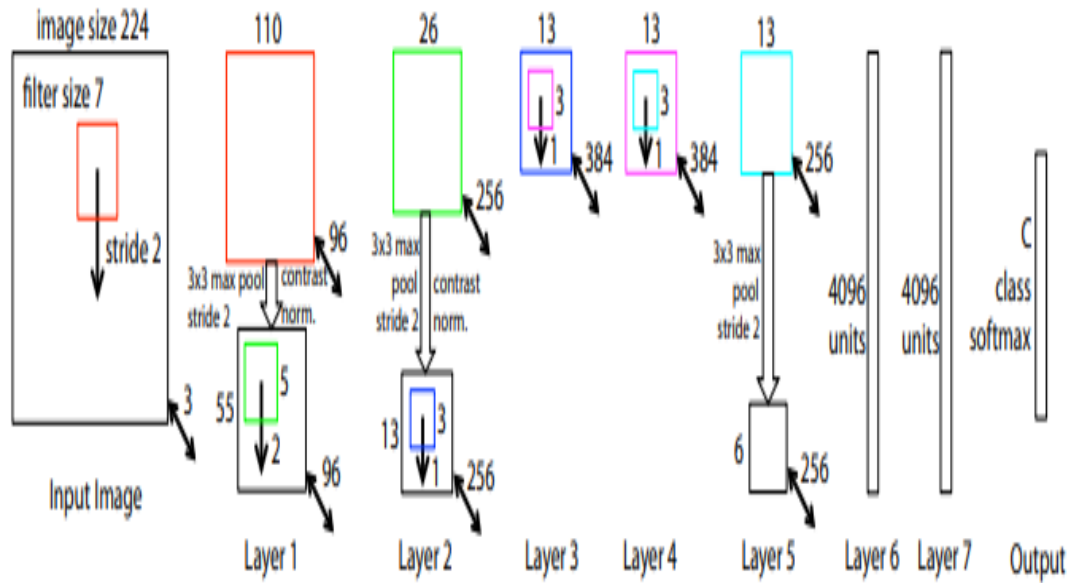 image size 224
filter size 7
stride 2
3
Input Image
110
96
3x3 max pool
stride 2
contrast
norm.
55
5
2
96
Layer 1
26
256
3x3 max
pool
stride 2
contrast
norm.
13
3
1
256
Layer 2
13
3
1
384
Layer 3
13
3
1
384
Layer 4
13
256
3x3 max
pool
stride 2
6
256
Layer 5
4096
units
Layer 6
4096
units
Layer 7
C
class
softmax
Output